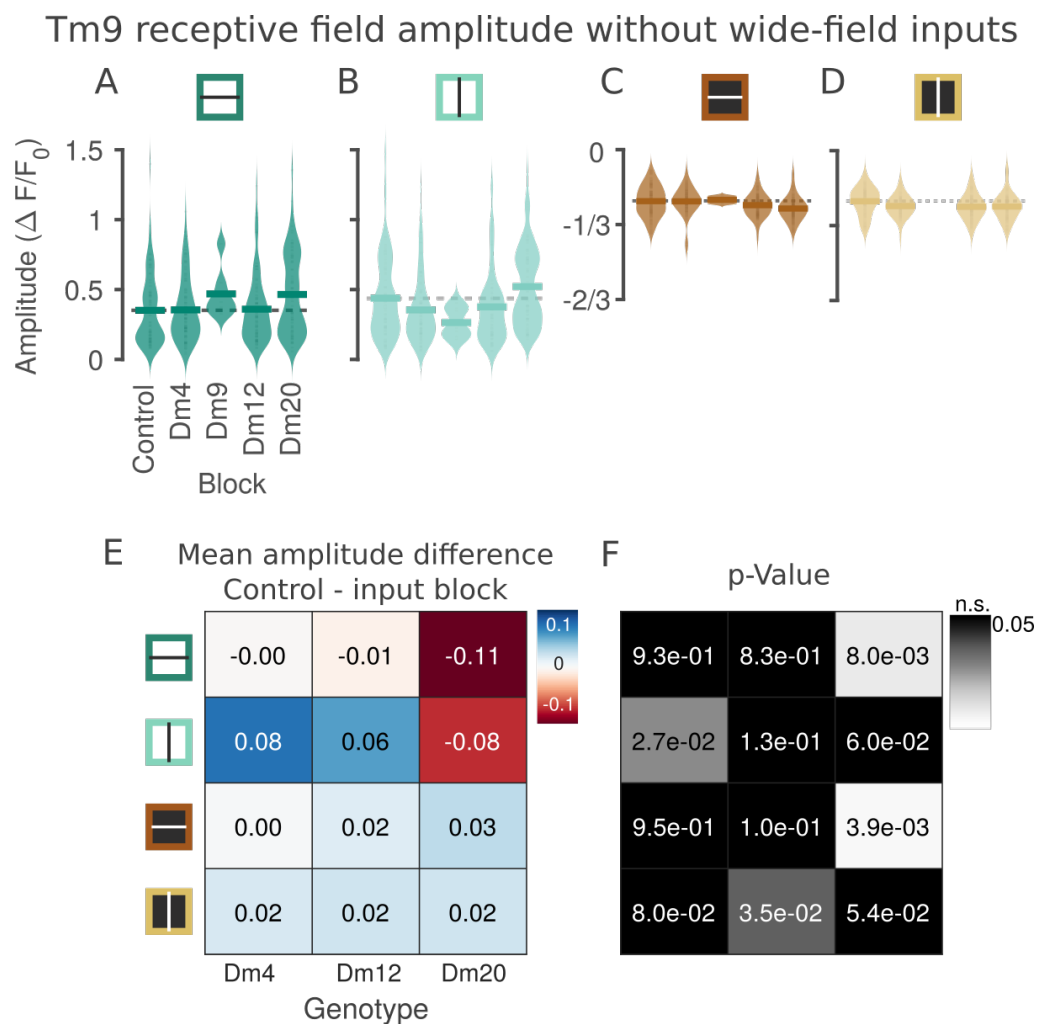 Tm9 receptive field amplitude without wide-field inputs
A
B
C
D
Amplitude (Δ F/F0)
1.5
1
0.5
0
0
-1/3
-2/3
Control
Dm4
Dm9
Dm12
Dm20
Block
E
Mean amplitude difference
Control - input block
0.1
0
-0.1
-0.00 -0.01 -0.11
0.08 0.06 -0.08
0.00 0.02 0.03
0.02 0.02 0.02
Dm4 Dm12 Dm20
Genotype
F
p-Value
n.s.
0.05
9.3e-01 8.3e-01 8.0e-03
2.7e-02 1.3e-01 6.0e-02
9.5e-01 1.0e-01 3.9e-03
8.0e-02 3.5e-02 5.4e-02